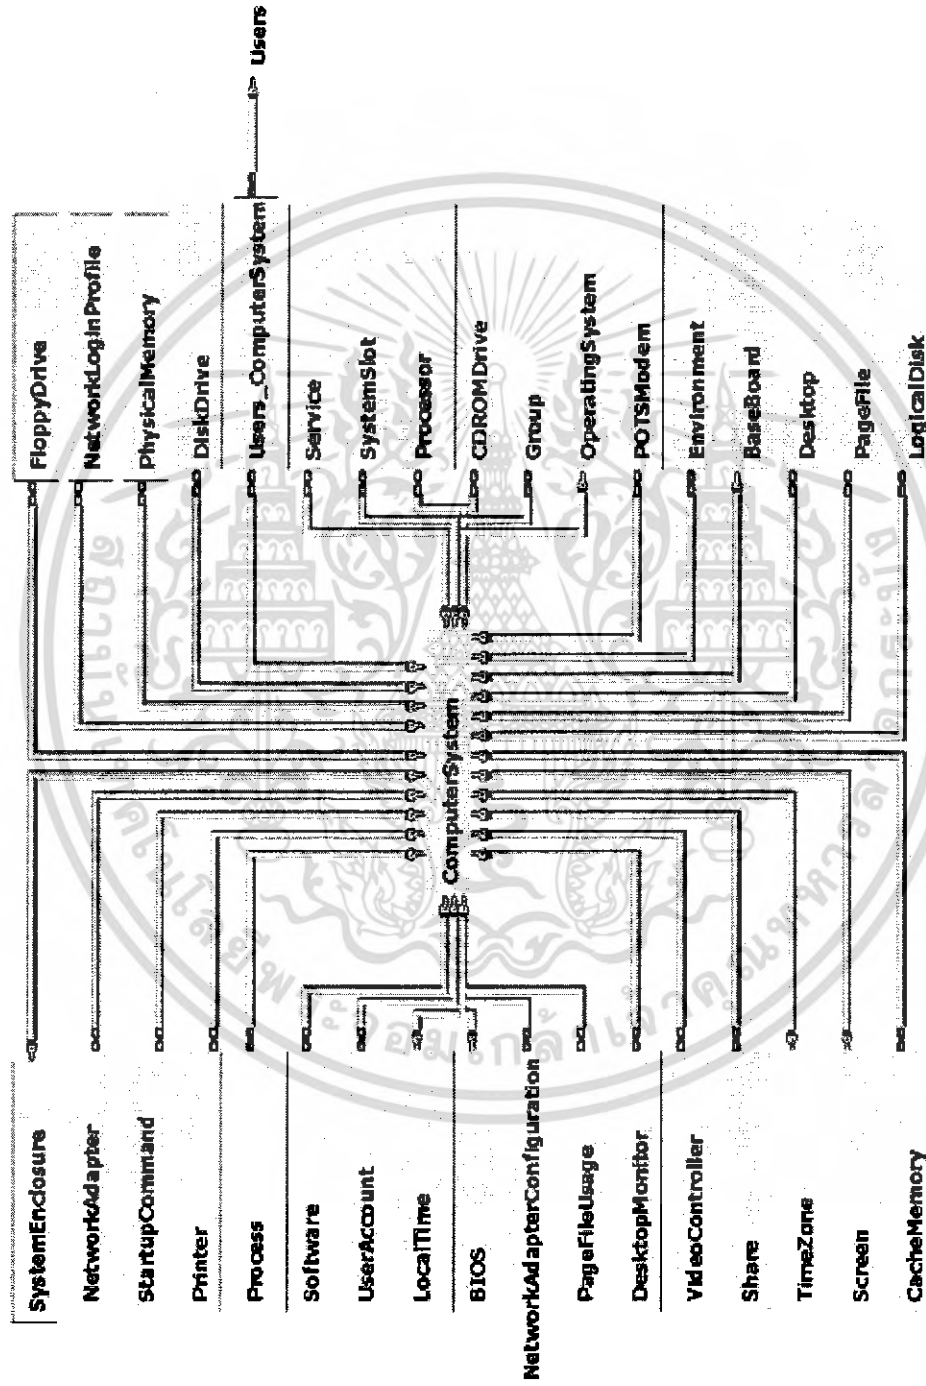 SystemEnclosure
NetworkAdapter
StartupCommand
Printer
Process
Software
UserAccount
LocalTime
BIOS
NetworkAdapterConfiguration
PageFileUsage
DesktopMonitor
VideoController
Share
TimeZone
Screen
CacheMemory
ComputerSystem
FloppyDrive
NetworkLoginProfile
PhysicalMemory
DiskDrive
Users_ComputerSystem
Service
SystemSlot
Processor
CDROMDrive
Group
OperatingSystem
POTSModem
Environment
BaseBoard
Desktop
PageFile
LogicalDisk
Users